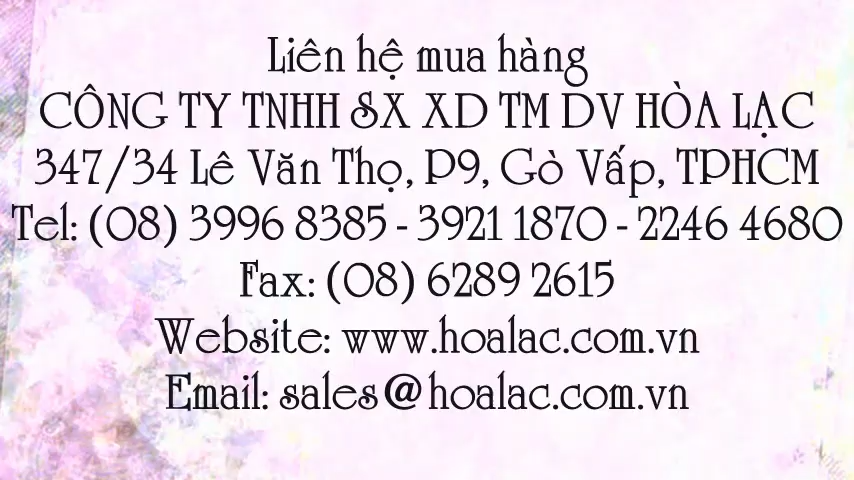 Liên hệ mua hàng
CÔNG TY TNHH SX XD TM DV HÒA LẠC
347/34 Lê Văn Thọ, P9, Gò Vấp, TPHCM
Tel: (08) 3996 8385 - 3921 1870 - 2246 4680
Fax: (08) 6289 2615
Website: www.hoalac.com.vn
Email: sales@hoalac.com.vn